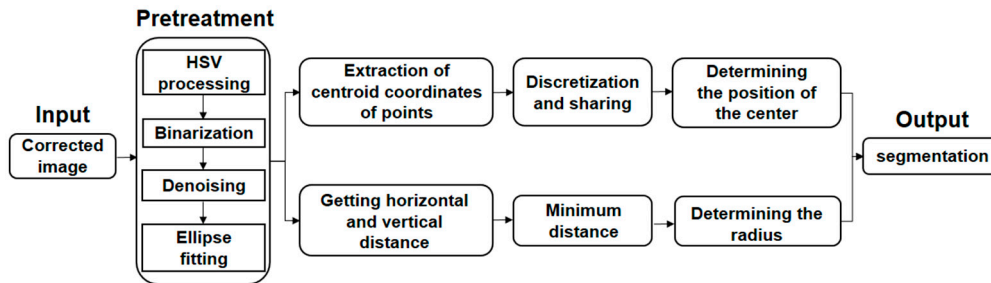 Input
Corrected
image
Pretreatment
HSV
processing
Binarization
Denoising
Ellipse
fitting
Extraction of
centroid coordinates
of points
Discretization
and sharing
Determining
the position of
the center
Getting horizontal
and vertical
distance
Minimum
distance
Determining the
radius
Output
segmentation